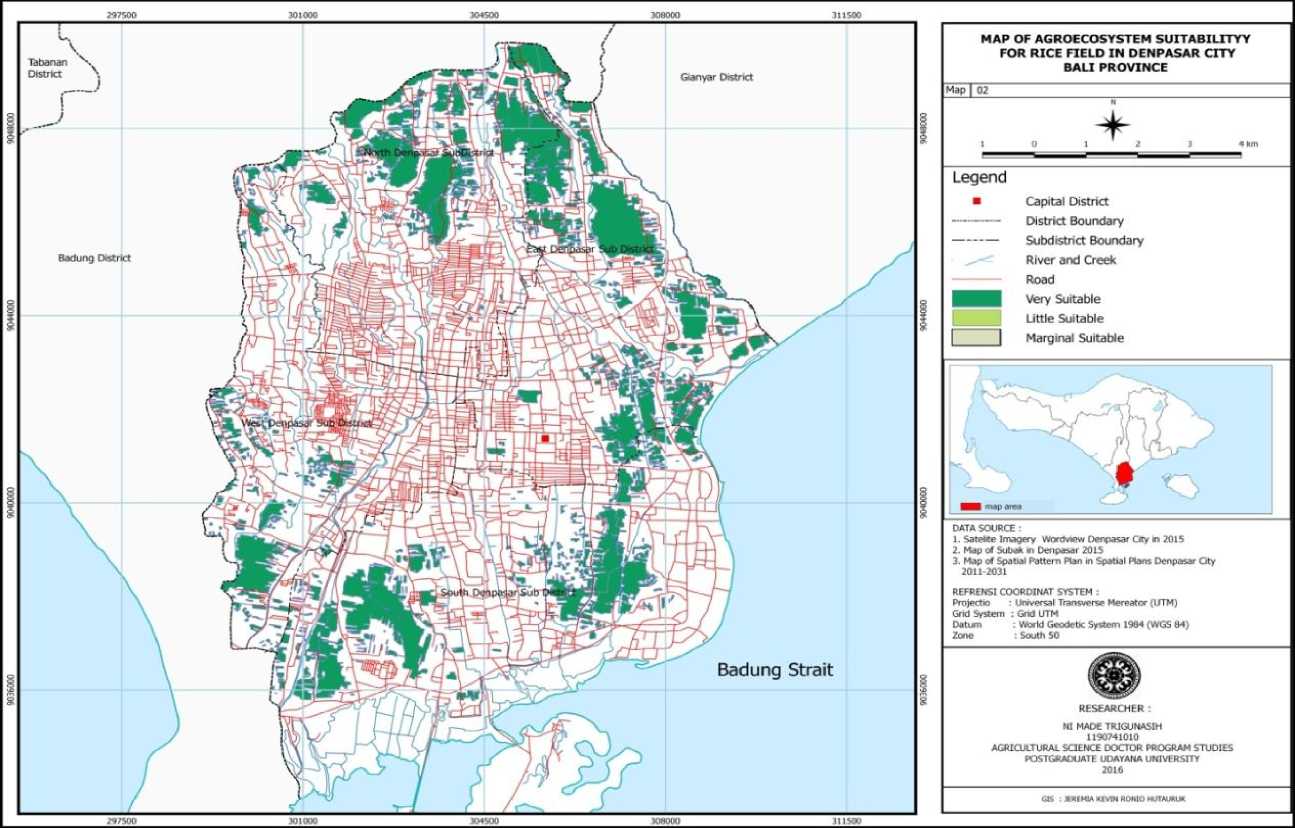 297500 301000 304500 308000 311500
Tabanan
District
Gianyar District
9048000 9048000
North Denpasar SubDistrict
East Denpasar Sub District
Badung District
9044000 9044000
West Denpasar Sub District
9040000 9040000
South Denpasar Sub District
Badung Strait
9036000 9036000
297500 301000 304500 308000 311500
MAP OF AGROECOSYSTEM SUITABILITYY
FOR RICE FIELD IN DENPASAR CITY
BALI PROVINCE
Map 02
N
1 0 1 2 3 4 km
Legend
Capital District
District Boundary
Subdistrict Boundary
River and Creek
Road
Very Suitable
Little Suitable
Marginal Suitable
map area
DATA SOURCE :
1. Satelite Imagery Wordview Denpasar City in 2015
2. Map of Subak in Denpasar 2015
3. Map of Spatial Pattern Plan in Spatial Plans Denpasar City
2011-2031
REFRENSI COORDINAT SYSTEM :
Projectio : Universal Transverse Mereator (UTM)
Grid System : Grid UTM
Datum : World Geodetic System 1984 (WGS 84)
Zone : South 50
RESEARCHER :
NI MADE TRIGUNASIH
1190741010
AGRICULTURAL SCIENCE DOCTOR PROGRAM STUDIES
POSTGRADUATE UDAYANA UNIVERSITY
2016
GIS : JEREMIA KEVIN RONIO HUTAURUK